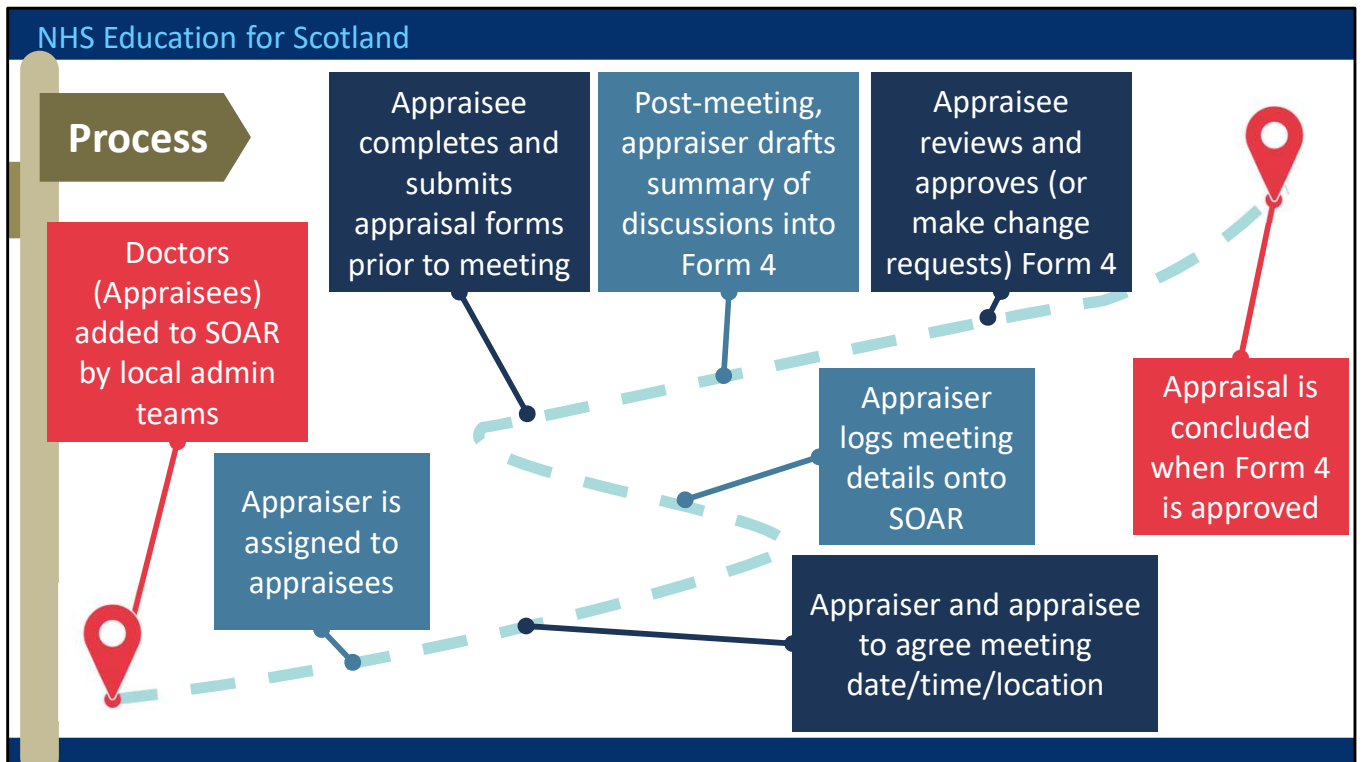 NHS Education for Scotland
Process
Doctors
(Appraisees)
added to SOAR
by local admin
teams
Appraiser is
assigned to
appraisees
Appraiser and appraisee
to agree meeting
date/time/location
Appraiser
logs meeting
details onto
SOAR
Appraisee
completes and
submits
appraisal forms
prior to meeting
Post-meeting,
appraiser drafts
summary of
discussions into
Form 4
Appraisee
reviews and
approves (or
make change
requests) Form 4
Appraisal is
concluded
when Form 4
is approved